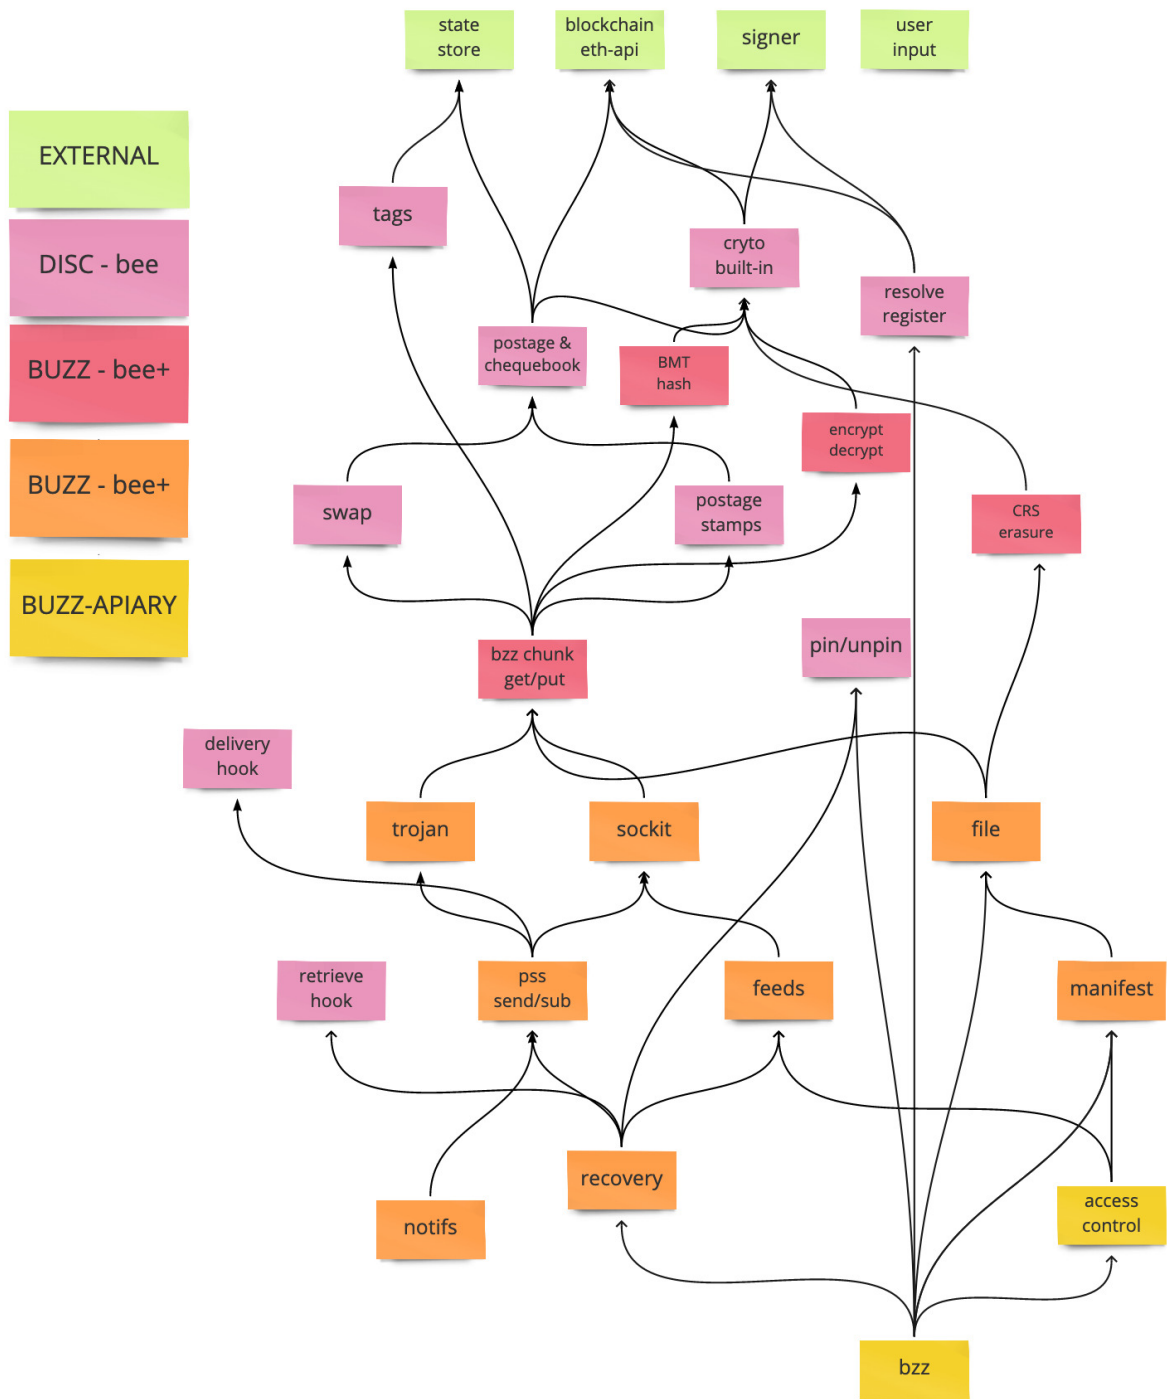 state
store
blockchain
eth-api
signer
user
input
EXTERNAL
DISC - bee
BUZZ - bee+
BUZZ - bee+
BUZZ-APIARY
tags
cryto
built-in
resolve
register
postage &
chequebook
BMT
hash
encrypt
decrypt
swap
postage
stamps
CRS
erasure
bzz chunk
get/put
pin/unpin
delivery
hook
trojan
sockit
file
retrieve
hook
pss
send/sub
feeds
manifest
recovery
notifs
access
control
bzz